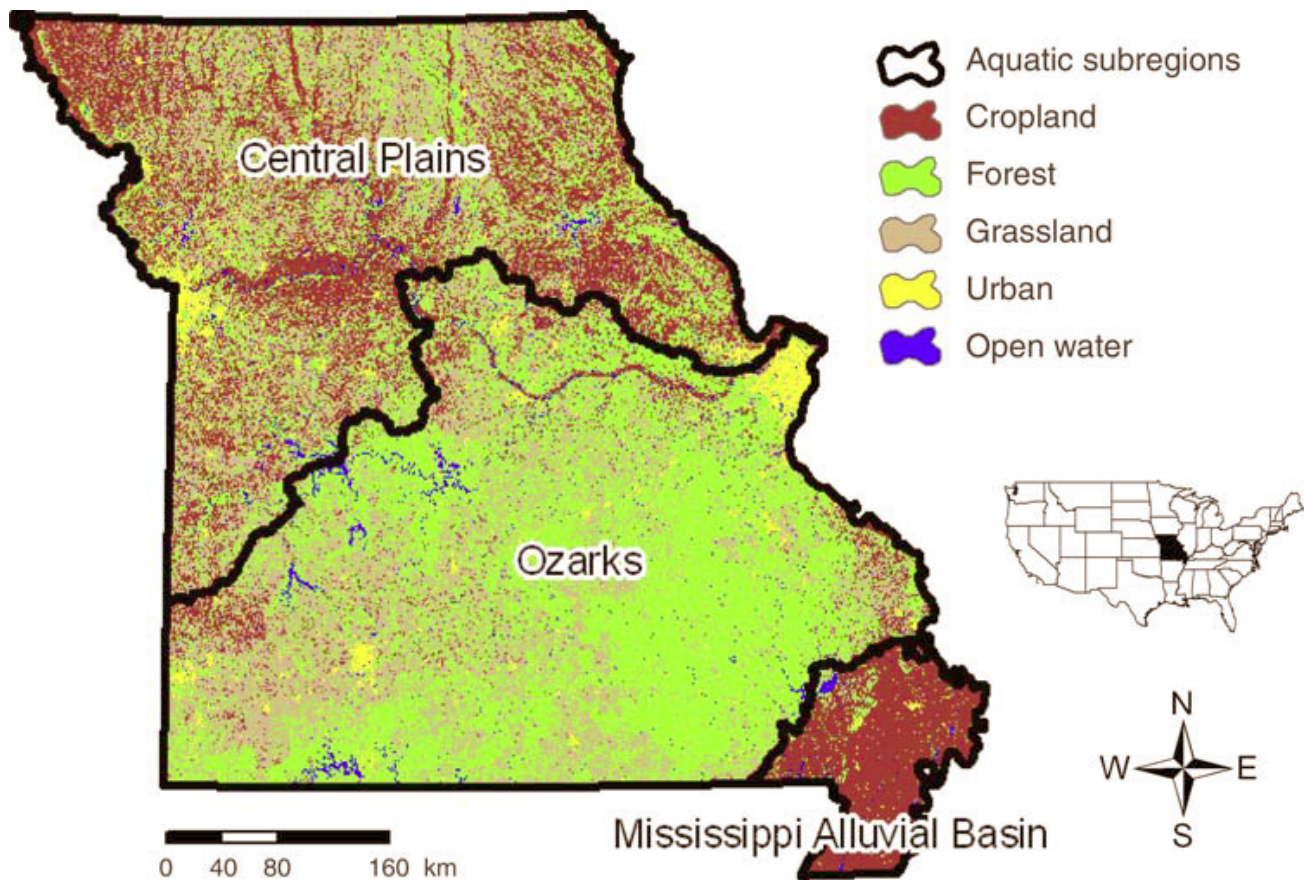 Aquatic subregions
Cropland
Forest
Grassland
Urban
Open water
Central Plains
Ozarks
Mississippi Alluvial Basin
N
W E
S
0 40 80 160 km